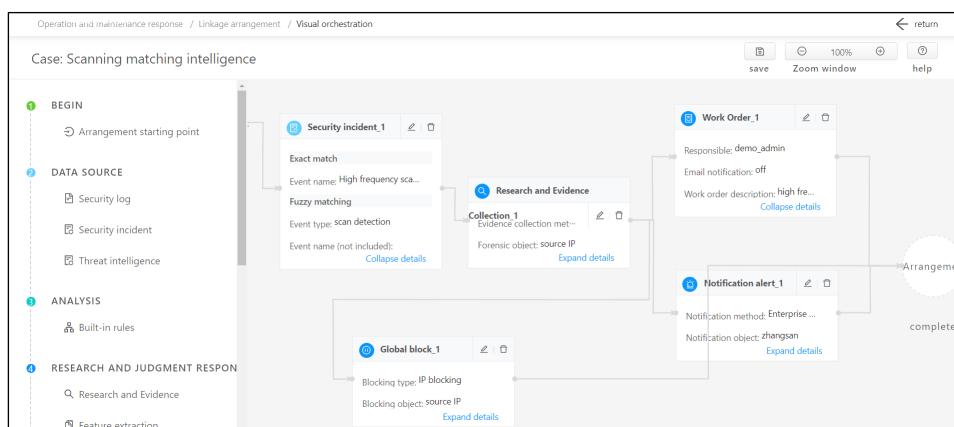 Operation and maintenance response / Linkage arrangement / Visual orchestration
return
Case: Scanning matching intelligence
100%
save
Zoom window
help
1 BEGIN
Arrangement starting point
2 DATA SOURCE
Security log
Security incident
Threat intelligence
3 ANALYSIS
Built-in rules
4 RESEARCH AND JUDGMENT RESPON
Research and Evidence
Feature extraction
Security incident_1
Exact match
Event name: High frequency sca...
Fuzzy matching
Event type: scan detection
Event name (not included):
Collapse details
Research and Evidence
Collection_1
Evidence collection met...
Forensic object: source IP
Expand details
Global block_1
Blocking type: IP blocking
Blocking object: source IP
Expand details
Work Order_1
Responsible: demo_admin
Email notification: off
Work order description: high fre...
Collapse details
Notification alert_1
Notification method: Enterprise ...
Notification object: zhangsan
Expand details
Arrangeme
complete